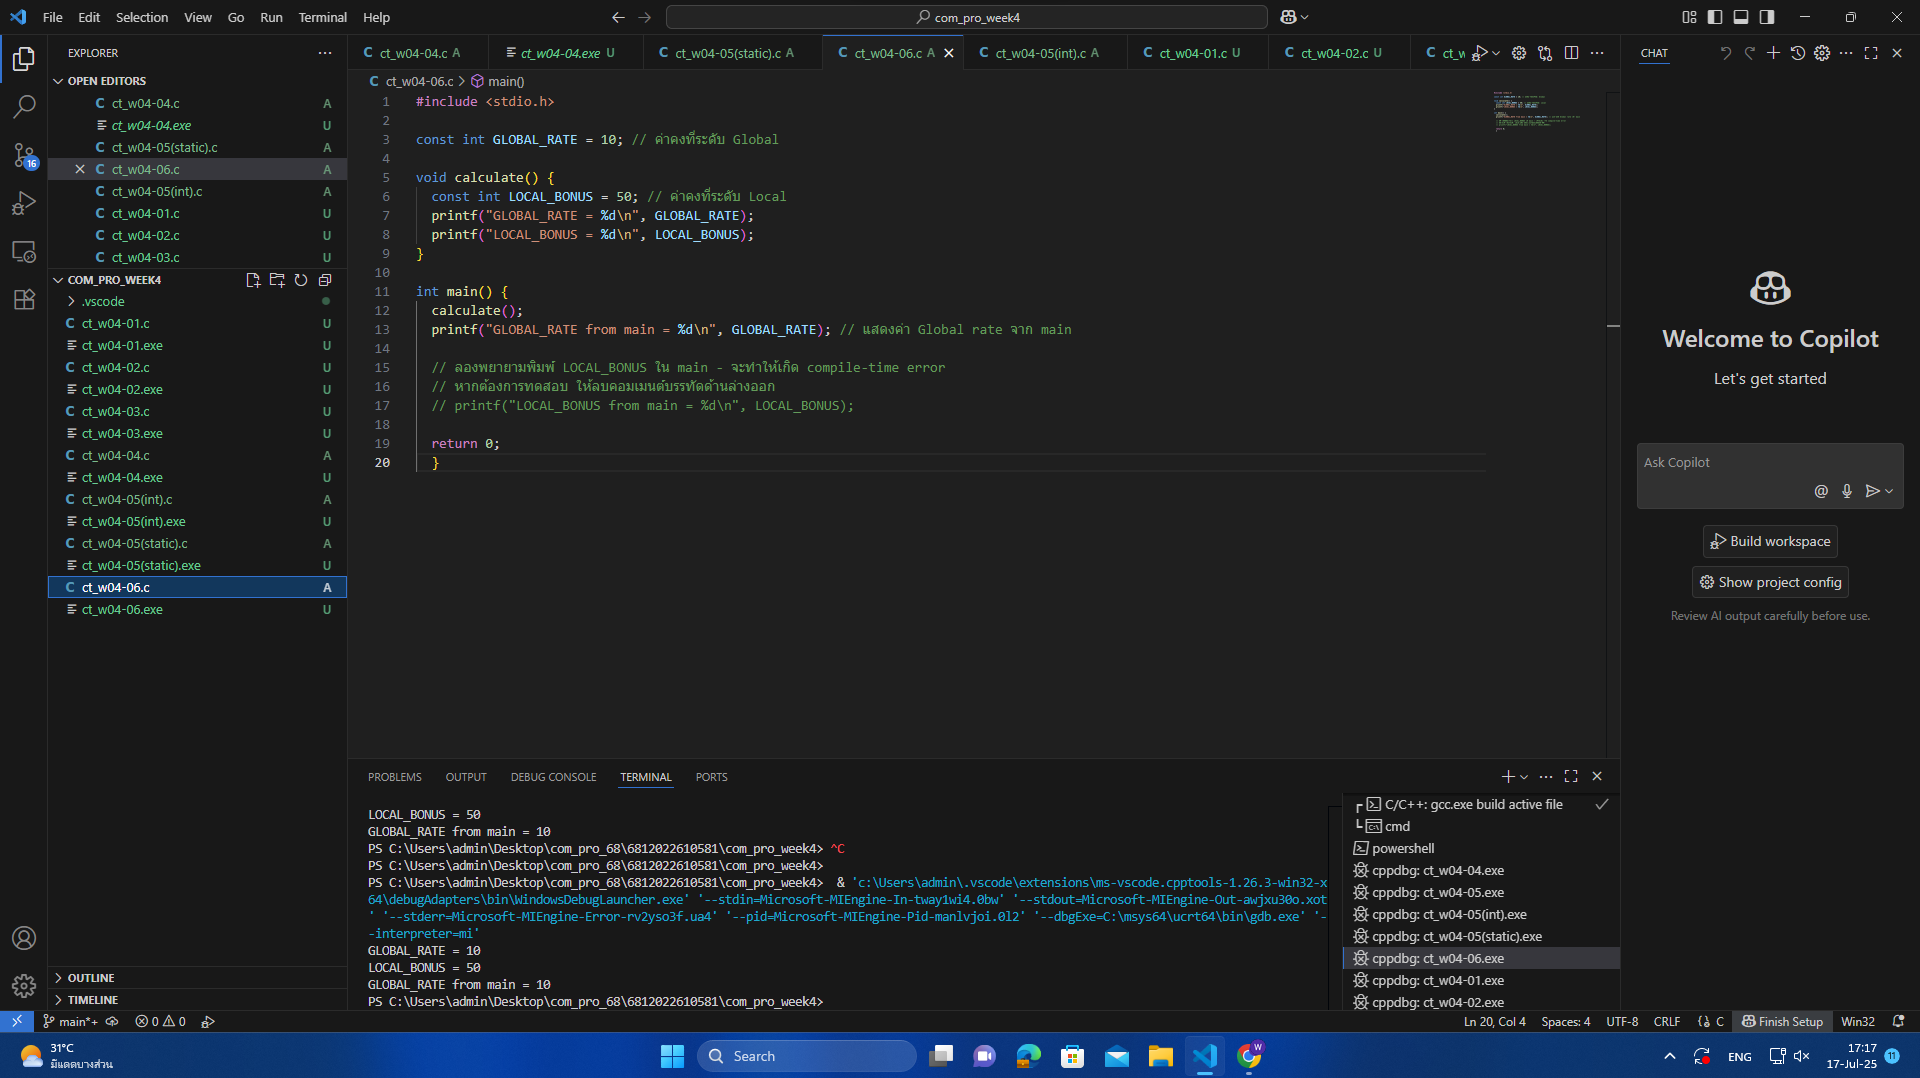 File Edit Selection View Go Run Terminal Help
com_pro_week4
EXPLORER
OPEN EDITORS
ct_w04-04.c A
ct_w04-04.exe U
ct_w04-05(static).c A
ct_w04-06.c A
ct_w04-05(int).c A
ct_w04-01.c U
ct_w04-02.c U
ct_w04-03.c U
COM_PRO_WEEK4
.vscode
ct_w04-01.c U
ct_w04-01.exe U
ct_w04-02.c U
ct_w04-02.exe U
ct_w04-03.c U
ct_w04-03.exe U
ct_w04-04.c A
ct_w04-04.exe U
ct_w04-05(int).c A
ct_w04-05(int).exe U
ct_w04-05(static).c A
ct_w04-05(static).exe U
ct_w04-06.c A
ct_w04-06.exe U
OUTLINE
TIMELINE
16
ct_w04-04.c A ct_w04-04.exe U ct_w04-05(static).c A ct_w04-06.c A ct_w04-05(int).c A ct_w04-01.c U ct_w04-02.c U
ct_w04-06.c > main()
1 #include <stdio.h>
2
3 const int GLOBAL_RATE = 10; // ค่าคงที่ระดับ Global
4
5 void calculate() {
6 const int LOCAL_BONUS = 50; // ค่าคงที่ระดับ Local
7 printf("GLOBAL_RATE = %d\n", GLOBAL_RATE);
8 printf("LOCAL_BONUS = %d\n", LOCAL_BONUS);
9 }
10
11 int main() {
12 calculate();
13 printf("GLOBAL_RATE from main = %d\n", GLOBAL_RATE); // แสดงค่า Global rate จาก main
14
15 // ลองพยายามพิมพ์ LOCAL_BONUS ใน main - จะทำให้เกิด compile-time error
16 // หากต้องการทดสอบ ให้ลบคอมเมนต์บรรทัดด้านล่างออก
17 // printf("LOCAL_BONUS from main = %d\n", LOCAL_BONUS);
18
19 return 0;
20 }
PROBLEMS OUTPUT DEBUG CONSOLE TERMINAL PORTS
LOCAL_BONUS = 50
GLOBAL_RATE from main = 10
PS C:\Users\admin\Desktop\com_pro_68\6812022610581\com_pro_week4> ^C
PS C:\Users\admin\Desktop\com_pro_68\6812022610581\com_pro_week4>
PS C:\Users\admin\Desktop\com_pro_68\6812022610581\com_pro_week4> & 'c:\Users\admin\.vscode\extensions\ms-vscode.cpptools-1.26.3-win32-x
64\debugAdapters\bin\WindowsDebugLauncher.exe' '--stdin=Microsoft-MIEngine-In-tway1wi4.0bw' '--stdout=Microsoft-MIEngine-Out-awjxu30o.xot
' '--stderr=Microsoft-MIEngine-Error-rv2yso3f.ua4' '--pid=Microsoft-MIEngine-Pid-manlvjoi.0l2' '--dbgExe=C:\msys64\ucrt64\bin\gdb.exe' '-
-interpreter=mi'
GLOBAL_RATE = 10
LOCAL_BONUS = 50
GLOBAL_RATE from main = 10
PS C:\Users\admin\Desktop\com_pro_68\6812022610581\com_pro_week4>
C/C++: gcc.exe build active file
cmd
powershell
cppdbg: ct_w04-04.exe
cppdbg: ct_w04-05.exe
cppdbg: ct_w04-05(int).exe
cppdbg: ct_w04-05(static).exe
cppdbg: ct_w04-06.exe
cppdbg: ct_w04-01.exe
cppdbg: ct_w04-02.exe
CHAT
Welcome to Copilot
Let's get started
Ask Copilot
Build workspace
Show project config
Review AI output carefully before use.
main*+ 0 0
Ln 20, Col 4 Spaces: 4 UTF-8 CRLF C Finish Setup Win32
31°C
มีแดดบางส่วน
Search
W
ENG
17:17
17-Jul-25
11